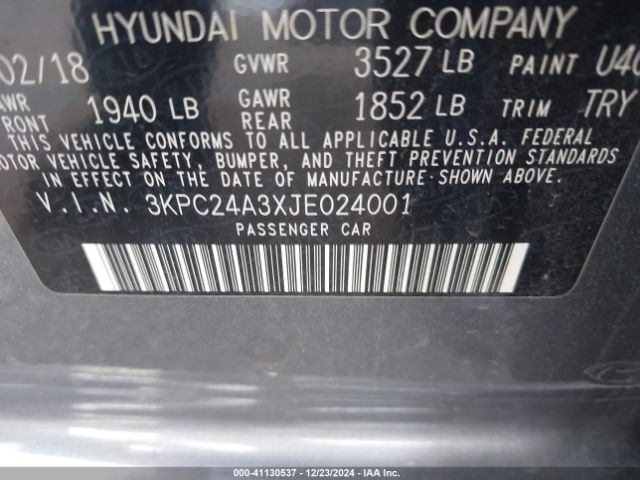 HYUNDAI MOTOR COMPANY
02/18 GVWR 3527 LB PAINT
FRONT 1940 LB GAWR REAR 1852 LB TRIM TRY
THIS VEHICLE CONFORMS TO ALL APPLICABLE U.S.A. FEDERAL
MOTOR VEHICLE SAFETY, BUMPER, AND THEFT PREVENTION STANDARDS
IN EFFECT ON THE DATE OF MANUFACTURE SHOWN ABOVE.
V.I.N. 3KPC24A3XJE024001
PASSENGER CAR
000-41130537 - 12/23/2024 - IAA Inc.